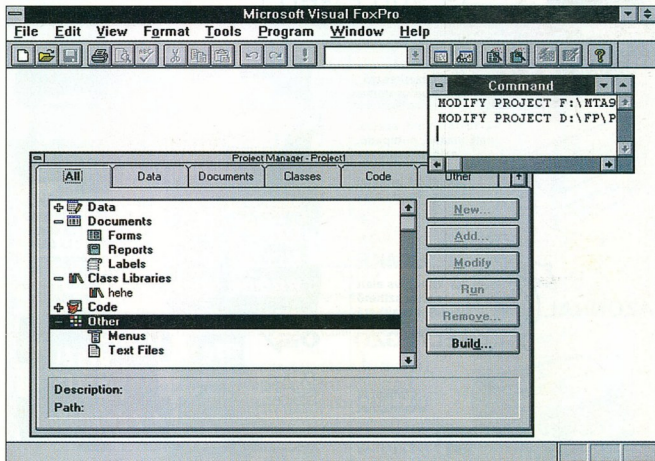 Microsoft Visual FoxPro
File Edit View Format Tools Program Window Help
Command
MODIFY PROJECT F:\MTA9
MODIFY PROJECT D:\FP\P
Project Manager - Project1
All Data Documents Classes Code Other
Data
Documents
Forms
Reports
Labels
Class Libraries
hehe
Code
Other
Menus
Text Files
New...
Add...
Modify
Run
Remove...
Build...
Description:
Path: